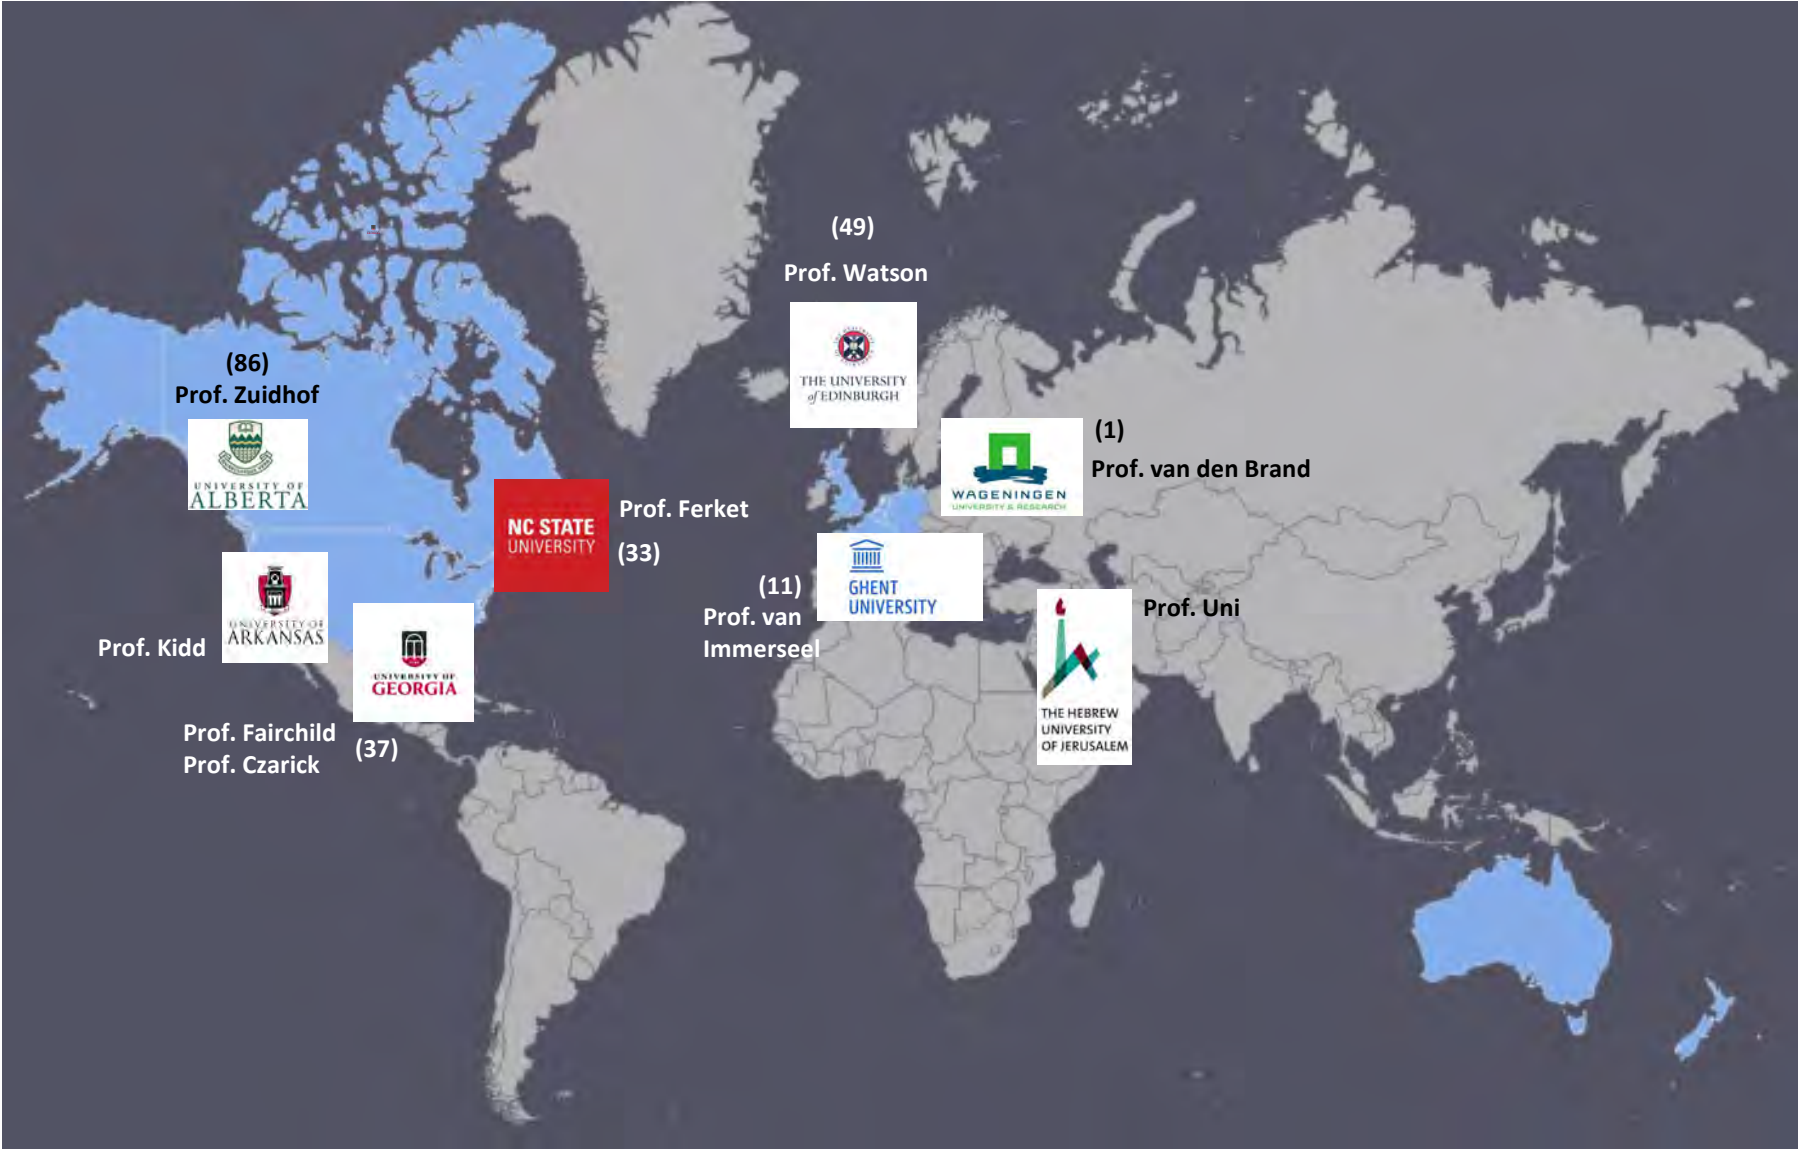 (49)
Prof. Watson
THE UNIVERSITY
of EDINBURGH
(86)
Prof. Zuidhof
UNIVERSITY OF
ALBERTA
(1)
Prof. van den Brand
WAGENINGEN
UNIVERSITY & RESEARCH
NC STATE
UNIVERSITY
Prof. Ferket
(33)
GHENT
UNIVERSITY
(11)
Prof. van
Immerseel
Prof. Uni
THE HEBREW
UNIVERSITY
OF JERUSALEM
UNIVERSITY OF
ARKANSAS
Prof. Kidd
UNIVERSITY OF
GEORGIA
Prof. Fairchild
Prof. Czarick
(37)